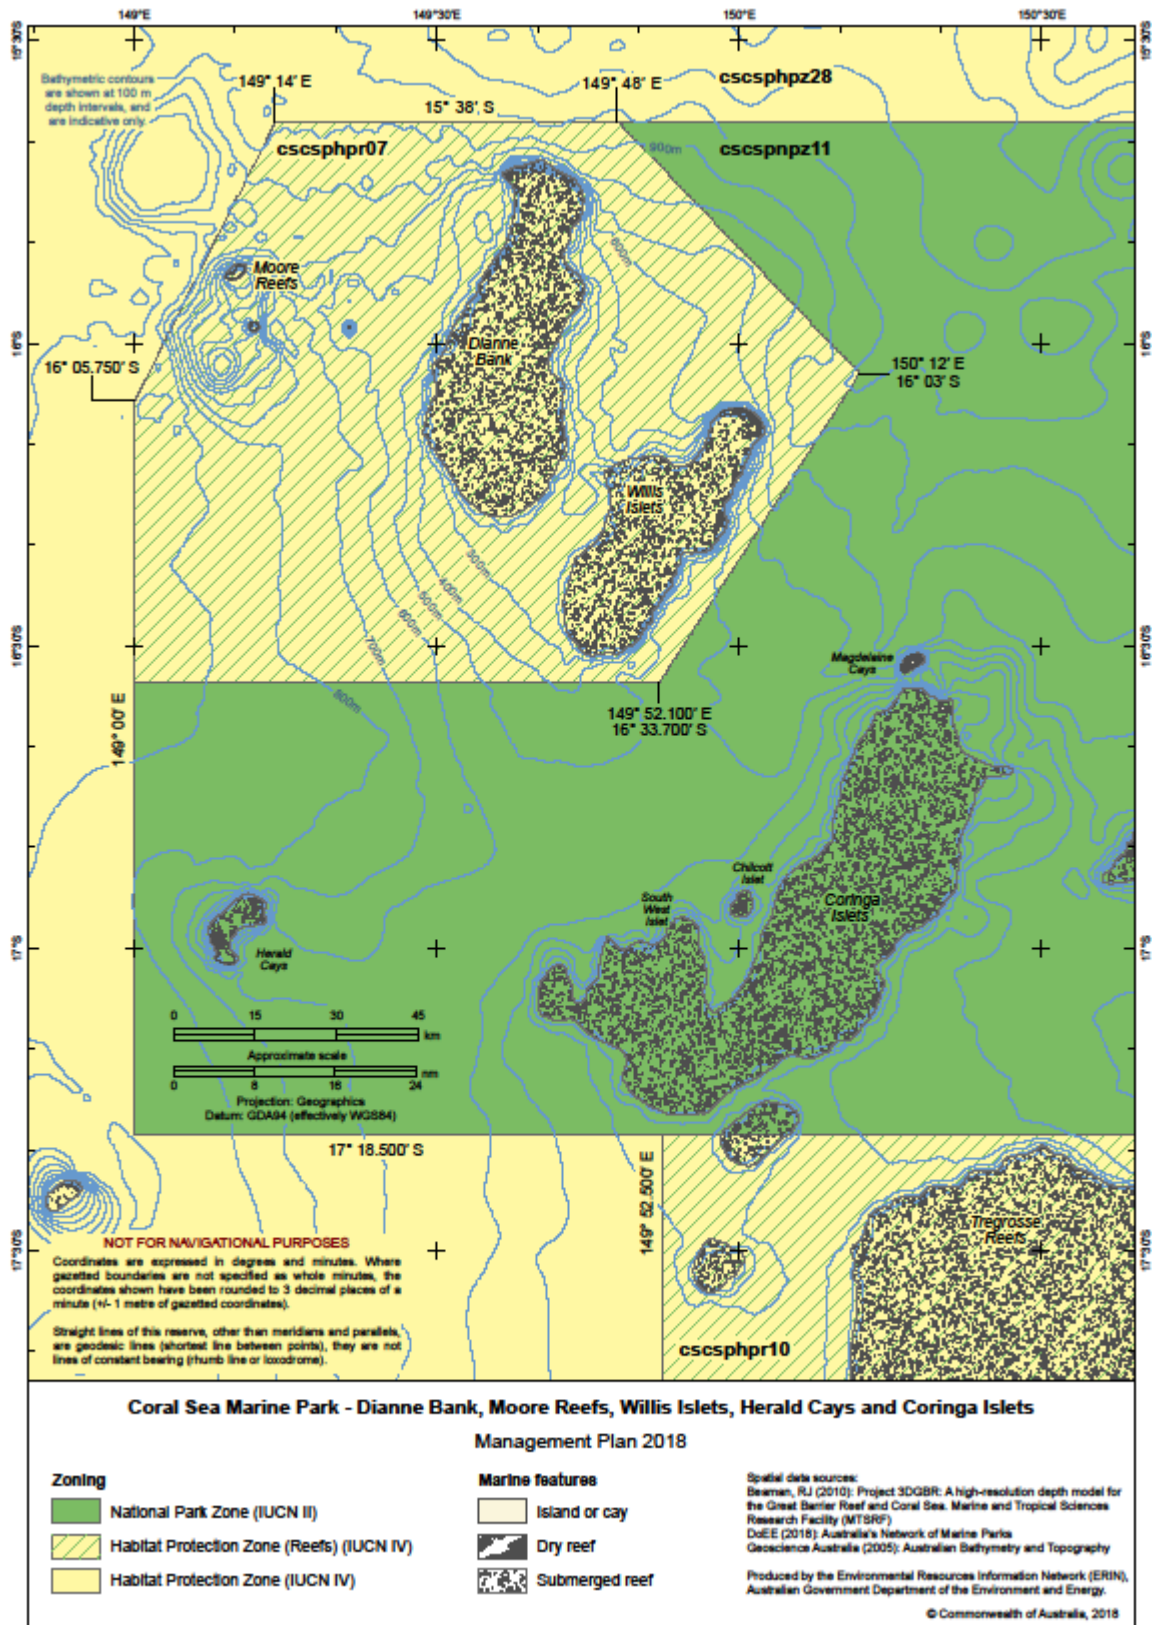 149°E
149°30'E
150°E
150°30'E
15°30'S
15°30'S
Bathymetric contours
are shown at 100 m
depth intervals, and
are indicative only.
149° 14' E
15° 38', S
149° 48' E
cscsphpz28
cscsphpr07
cscspnpz11
900m
600m
Moore
Reefs
Dianne
Bank
16°S
16°S
16° 05.750' S
150° 12' E
16° 03' S
Willis
Islets
300m
400m
500m
600m
700m
800m
16°30'S
16°30'S
Magdelaine
Cays
149° 00' E
149° 52.100' E
16° 33.700' S
Chilcott
Islet
South
West
Islet
Coringa
Islets
Herald
Cays
17°S
17°S
0 15 30 45
km
Approximate scale
nm
0 8 16 24
Projection: Geographics
Datum: GDA94 (effectively WGS84)
17° 18.500' S
149° 52.500' E
Tregrosse
Reefs
17°30'S
17°30'S
NOT FOR NAVIGATIONAL PURPOSES
Coordinates are expressed in degrees and minutes. Where
gazetted boundaries are not specified as whole minutes, the
coordinates shown have been rounded to 3 decimal places of a
minute (+/- 1 metre of gazetted coordinates).
Straight lines of this reserve, other than meridians and parallels,
are geodesic lines (shortest line between points), they are not
lines of constant bearing (rhumb line or loxodrome).
cscsphpr10
Coral Sea Marine Park - Dianne Bank, Moore Reefs, Willis Islets, Herald Cays and Coringa Islets
Management Plan 2018
Zoning
National Park Zone (IUCN II)
Habitat Protection Zone (Reefs) (IUCN IV)
Habitat Protection Zone (IUCN IV)
Marine features
Island or cay
Dry reef
Submerged reef
Spatial data sources:
Beaman, RJ (2010): Project 3DGBR: A high-resolution depth model for
the Great Barrier Reef and Coral Sea. Marine and Tropical Sciences
Research Facility (MTSRF)
DoEE (2018): Australia's Network of Marine Parks
Geoscience Australia (2005): Australian Bathymetry and Topography
Produced by the Environmental Resources Information Network (ERIN),
Australian Government Department of the Environment and Energy.
© Commonwealth of Australia, 2018